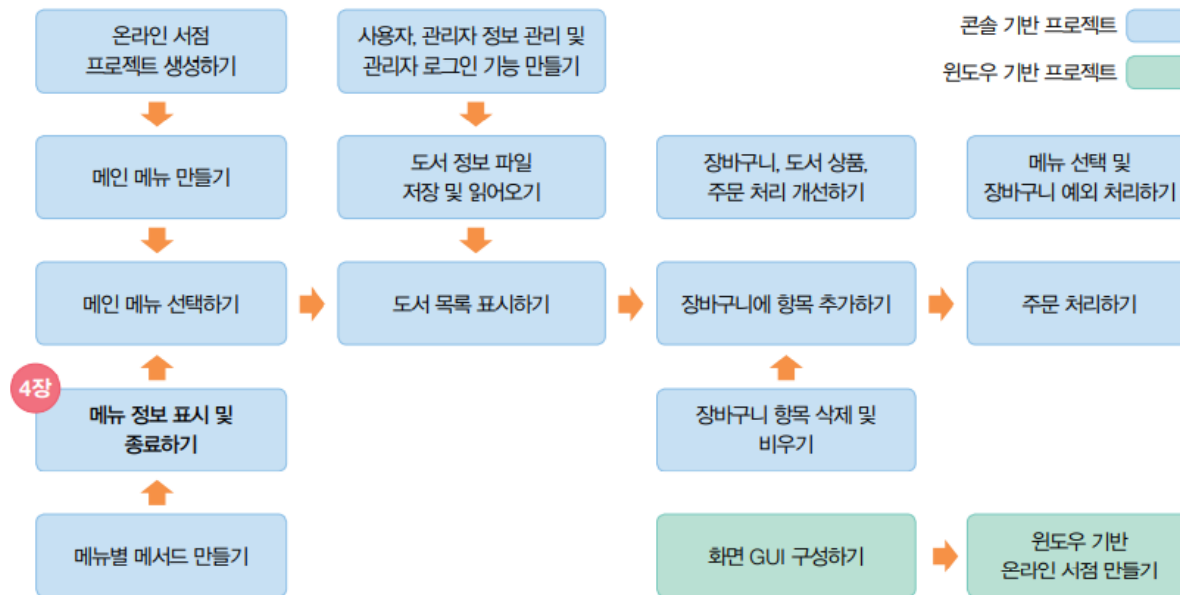 온라인 서점
프로젝트 생성하기
사용자, 관리자 정보 관리 및
관리자 로그인 기능 만들기
콘솔 기반 프로젝트
윈도우 기반 프로젝트
메인 메뉴 만들기
도서 정보 파일
저장 및 읽어오기
장바구니, 도서 상품,
주문 처리 개선하기
메뉴 선택 및
장바구니 예외 처리하기
메인 메뉴 선택하기
도서 목록 표시하기
장바구니에 항목 추가하기
주문 처리하기
4장
메뉴 정보 표시 및
종료하기
장바구니 항목 삭제 및
비우기
메뉴별 메서드 만들기
화면 GUI 구성하기
윈도우 기반
온라인 서점 만들기